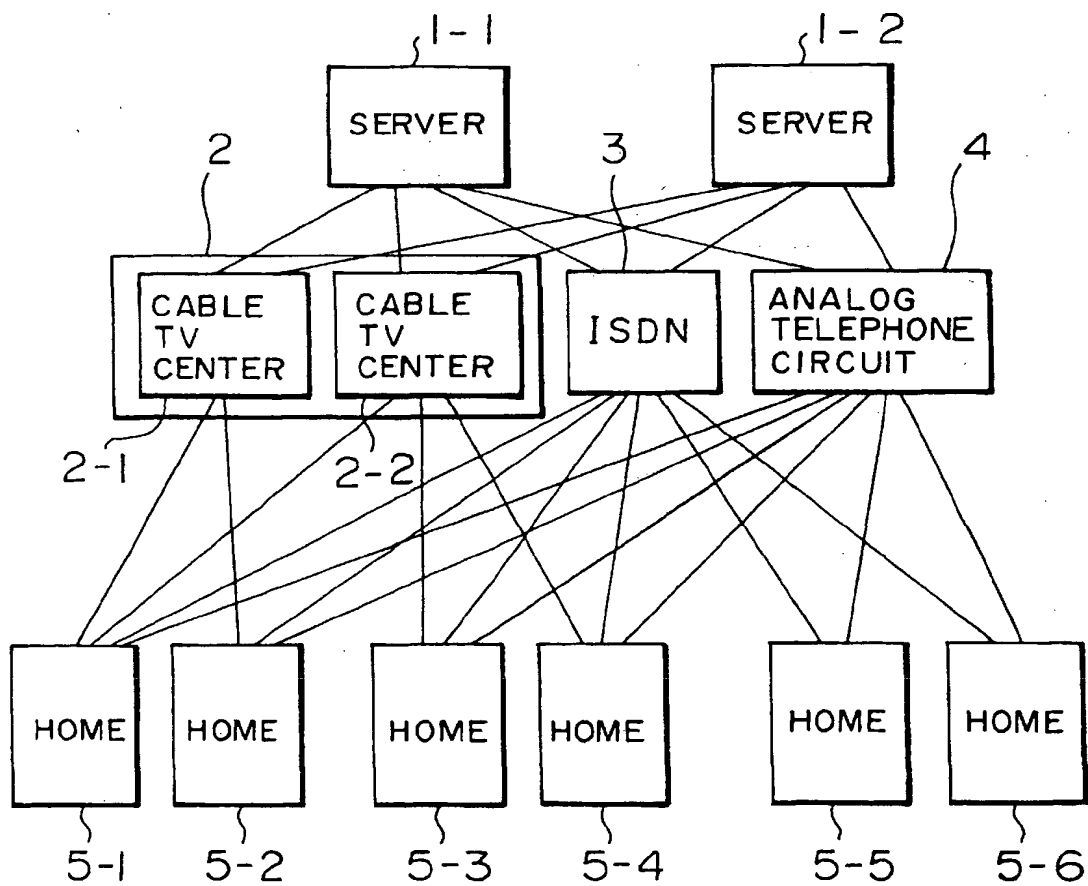 1-1
1-2
SERVER
SERVER
2
3
4
CABLE
TV
CENTER
CABLE
TV
CENTER
ISDN
ANALOG
TELEPHONE
CIRCUIT
2-1
2-2
HOME
HOME
HOME
HOME
HOME
HOME
5-1
5-2
5-3
5-4
5-5
5-6